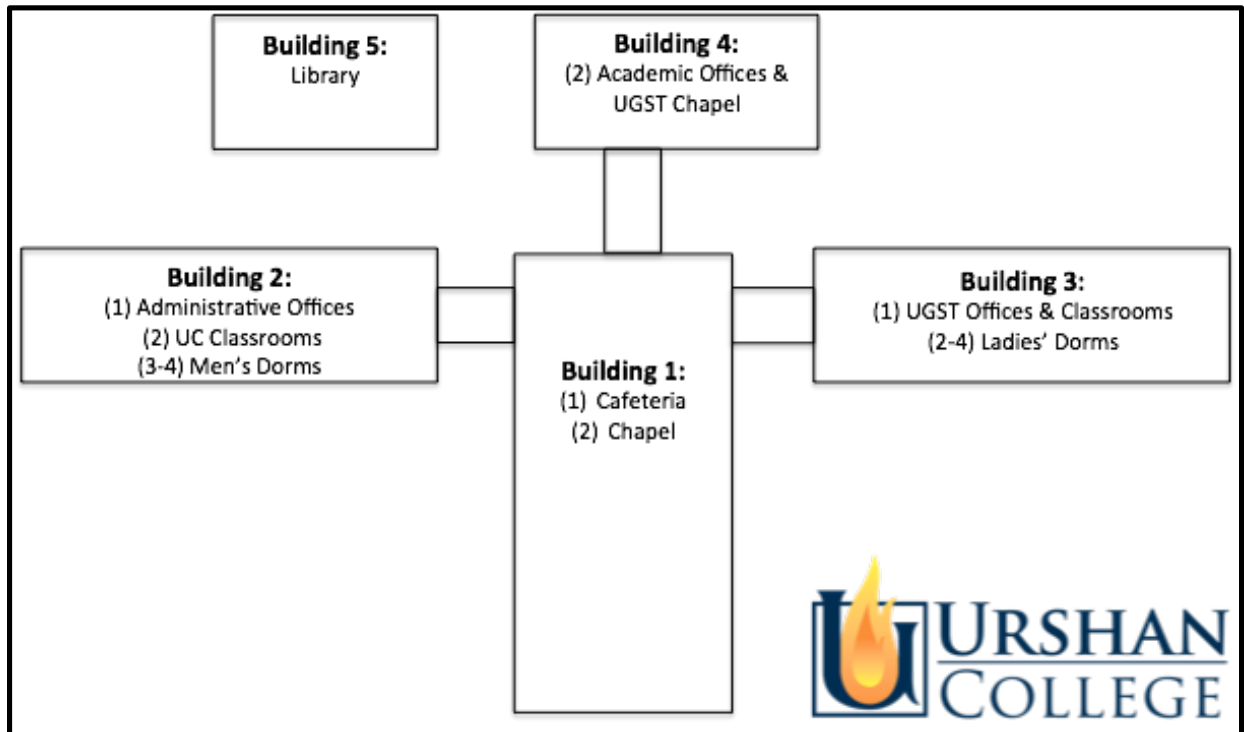 Building 5:
Library
Building 4:
(2) Academic Offices &
UGST Chapel
Building 2:
(1) Administrative Offices
(2) UC Classrooms
(3-4) Men's Dorms
Building 3:
(1) UGST Offices & Classrooms
(2-4) Ladies' Dorms
Building 1:
(1) Cafeteria
(2) Chapel
U URSHAN
COLLEGE